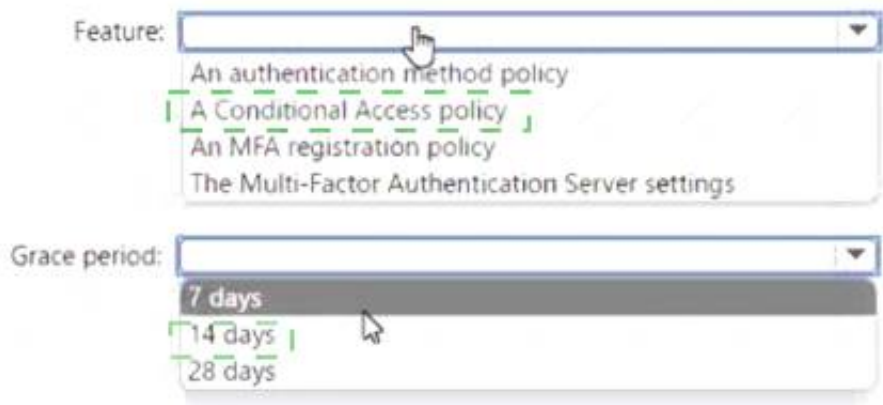 Feature:
An authentication method policy
A Conditional Access policy
An MFA registration policy
The Multi-Factor Authentication Server settings
Grace period:
7 days
14 days
28 days